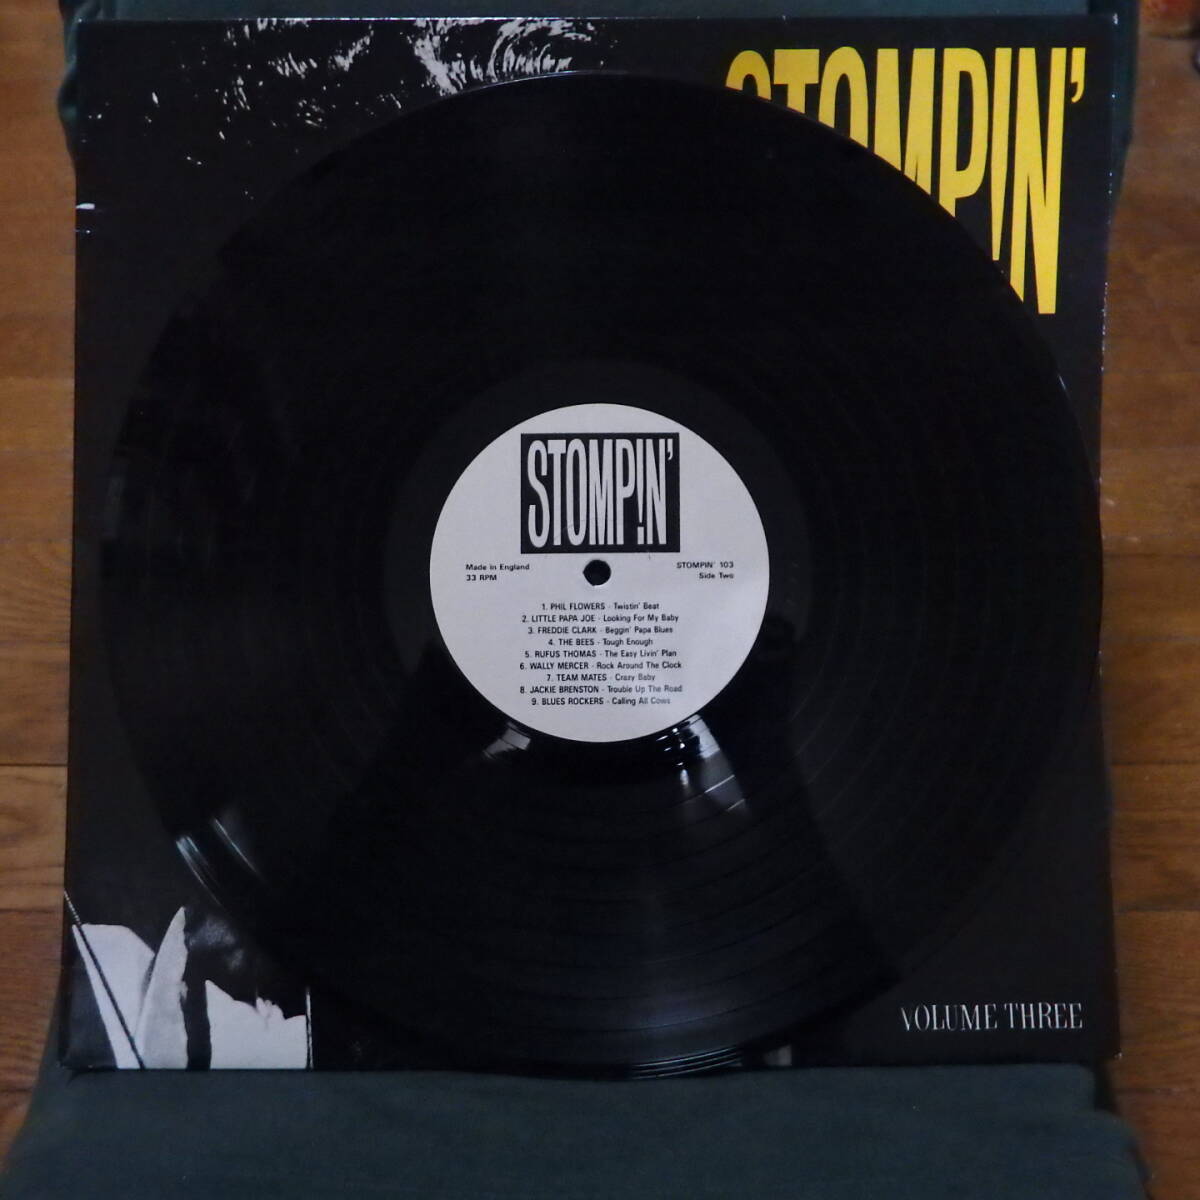 STOMP!N'
STOMP!N'
Made in England
33 RPM
STOMPIN' 103
Side Two
1. PHIL FLOWERS - Twistin' Beat
2. LITTLE PAPA JOE - Looking For My Baby
3. FREDDIE CLARK - Beggin' Papa Blues
4. THE BEES - Tough Enough
5. RUFUS THOMAS - The Easy Livin' Plan
6. WALLY MERCER - Rock Around The Clock
7. TEAM MATES - Crazy Baby
8. JACKIE BRENSTON - Trouble Up The Road
9. BLUES ROCKERS - Calling All Cows
VOLUME THREE